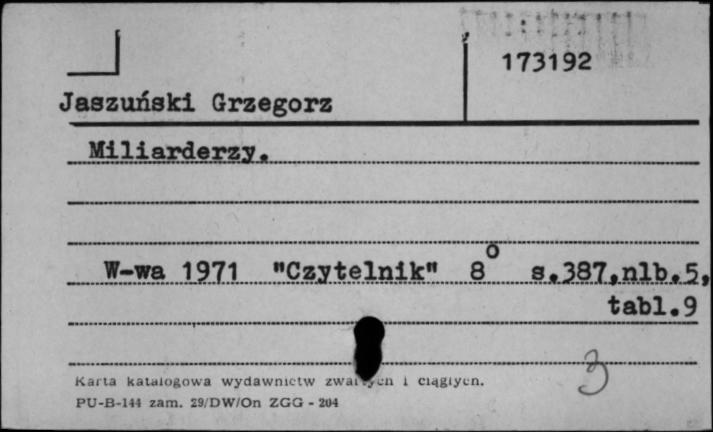 173192
Jaszuński Grzegorz
Miliarderzy.
W-wa 1971 "Czytelnik" 8° s.387,nlb.5,
tabl.9
3
Karta katalogowa wydawnictw zwartych i ciągłych.
PU-B-144 zam. 29/DW/On ZGG - 204